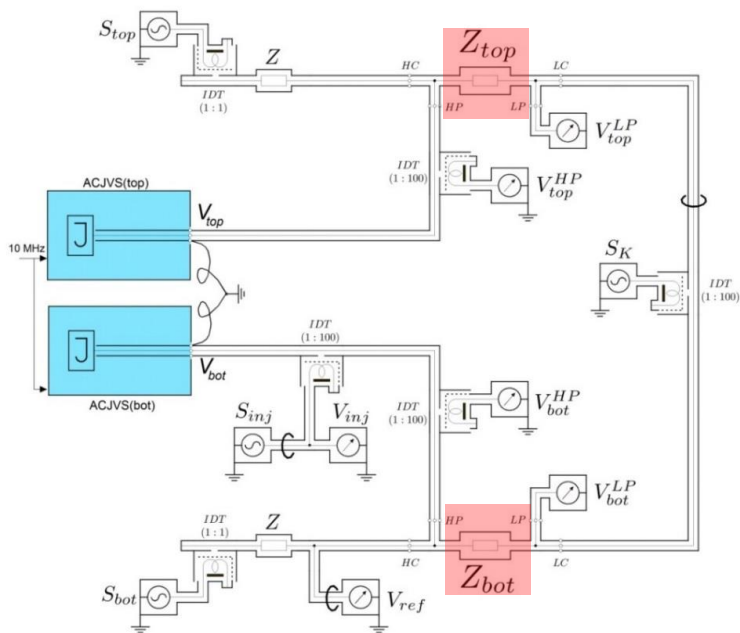 S_top
Z
HC
Z_top
LC
IDT
(1 : 1)
HP
LP
V_top^LP
IDT
(1 : 100)
V_top^HP
ACJVS(top)
J
V_top
10 MHz
S_K
IDT
(1 : 100)
J
V_bot
ACJVS(bot)
IDT
(1 : 100)
S_inj
V_inj
IDT
(1 : 100)
V_bot^HP
V_bot^LP
IDT
(1 : 1)
Z
HP
LP
HC
Z_bot
LC
S_bot
V_ref